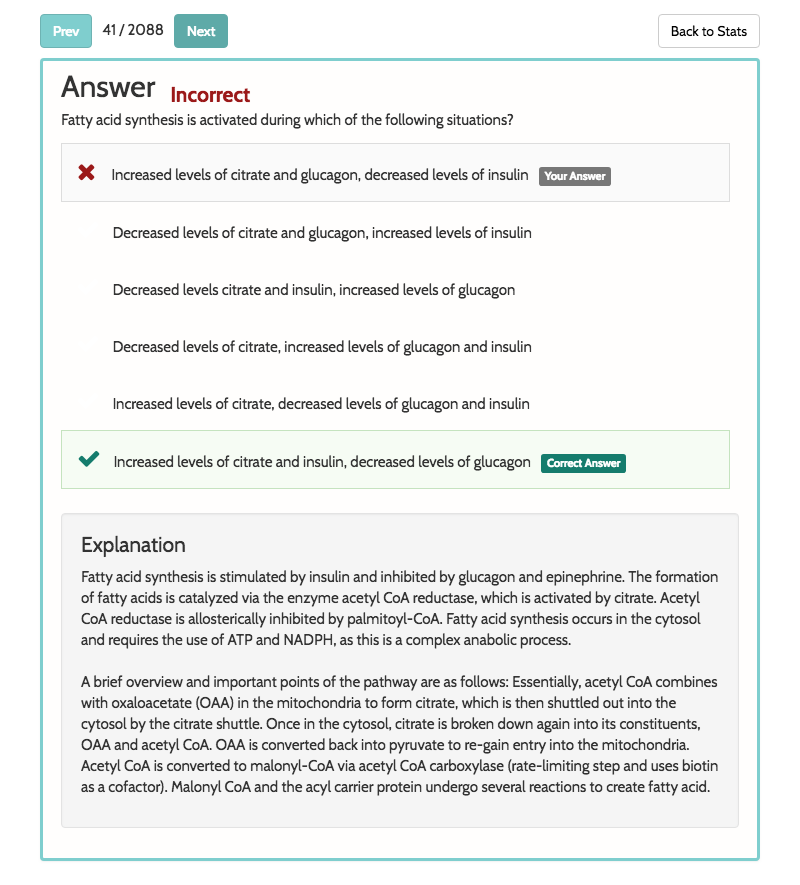 Prev 41 / 2088 Next Back to Stats
Answer Incorrect
Fatty acid synthesis is activated during which of the following situations?
Increased levels of citrate and glucagon, decreased levels of insulin Your Answer
Decreased levels of citrate and glucagon, increased levels of insulin
Decreased levels citrate and insulin, increased levels of glucagon
Decreased levels of citrate, increased levels of glucagon and insulin
Increased levels of citrate, decreased levels of glucagon and insulin
Increased levels of citrate and insulin, decreased levels of glucagon Correct Answer
Explanation
Fatty acid synthesis is stimulated by insulin and inhibited by glucagon and epinephrine. The formation
of fatty acids is catalyzed via the enzyme acetyl CoA reductase, which is activated by citrate. Acetyl
CoA reductase is allosterically inhibited by palmitoyl-CoA. Fatty acid synthesis occurs in the cytosol
and requires the use of ATP and NADPH, as this is a complex anabolic process.
A brief overview and important points of the pathway are as follows: Essentially, acetyl CoA combines
with oxaloacetate (OAA) in the mitochondria to form citrate, which is then shuttled out into the
cytosol by the citrate shuttle. Once in the cytosol, citrate is broken down again into its constituents,
OAA and acetyl CoA. OAA is converted back into pyruvate to re-gain entry into the mitochondria.
Acetyl CoA is converted to malonyl-CoA via acetyl CoA carboxylase (rate-limiting step and uses biotin
as a cofactor). Malonyl CoA and the acyl carrier protein undergo several reactions to create fatty acid.